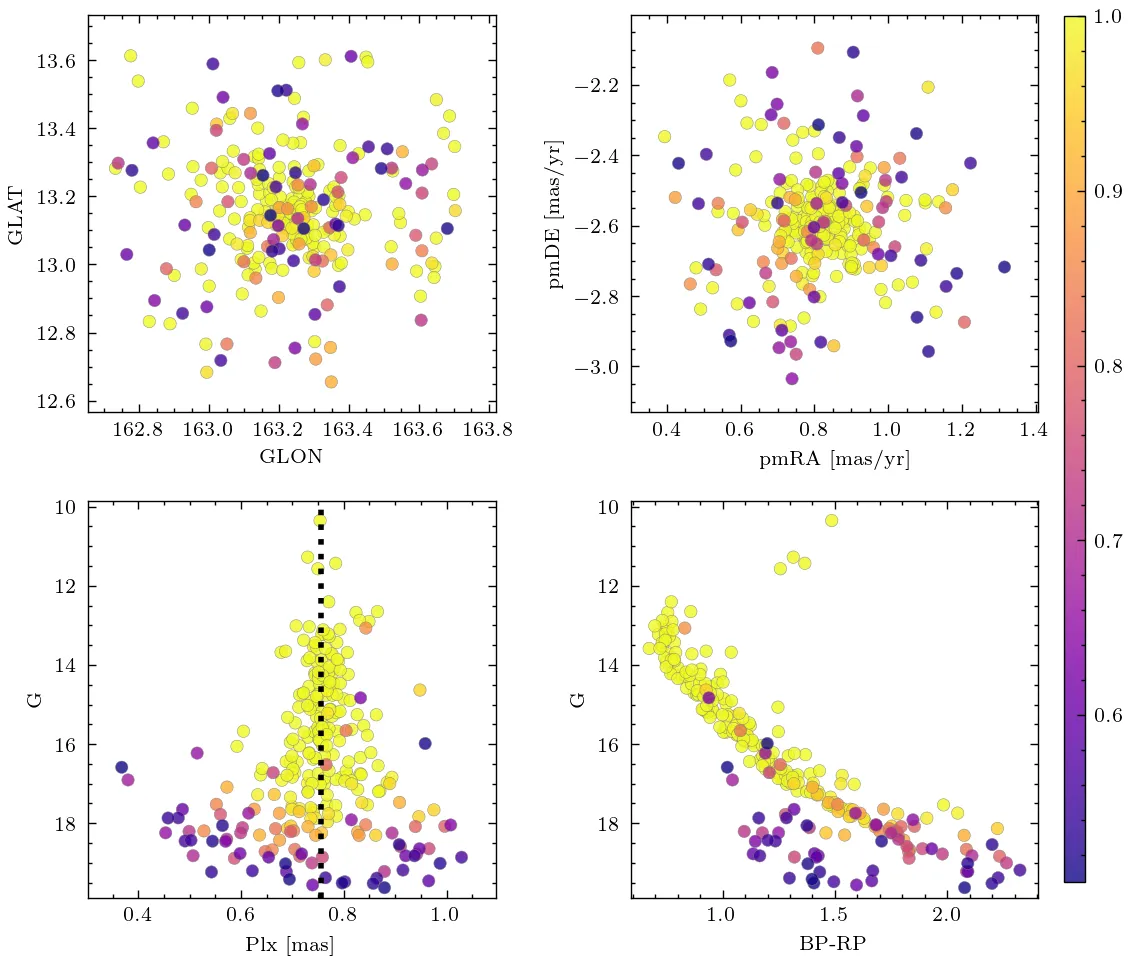 13.6
13.4
13.2
13.0
12.8
12.6
GLAT
162.8 163.0 163.2 163.4 163.6 163.8
GLON
−2.2
−2.4
−2.6
−2.8
−3.0
pmDE [mas/yr]
0.4 0.6 0.8 1.0 1.2 1.4
pmRA [mas/yr]
1.0
0.9
0.8
0.7
0.6
10
12
14
16
18
G
0.4 0.6 0.8 1.0
Plx [mas]
10
12
14
16
18
G
1.0 1.5 2.0
BP-RP